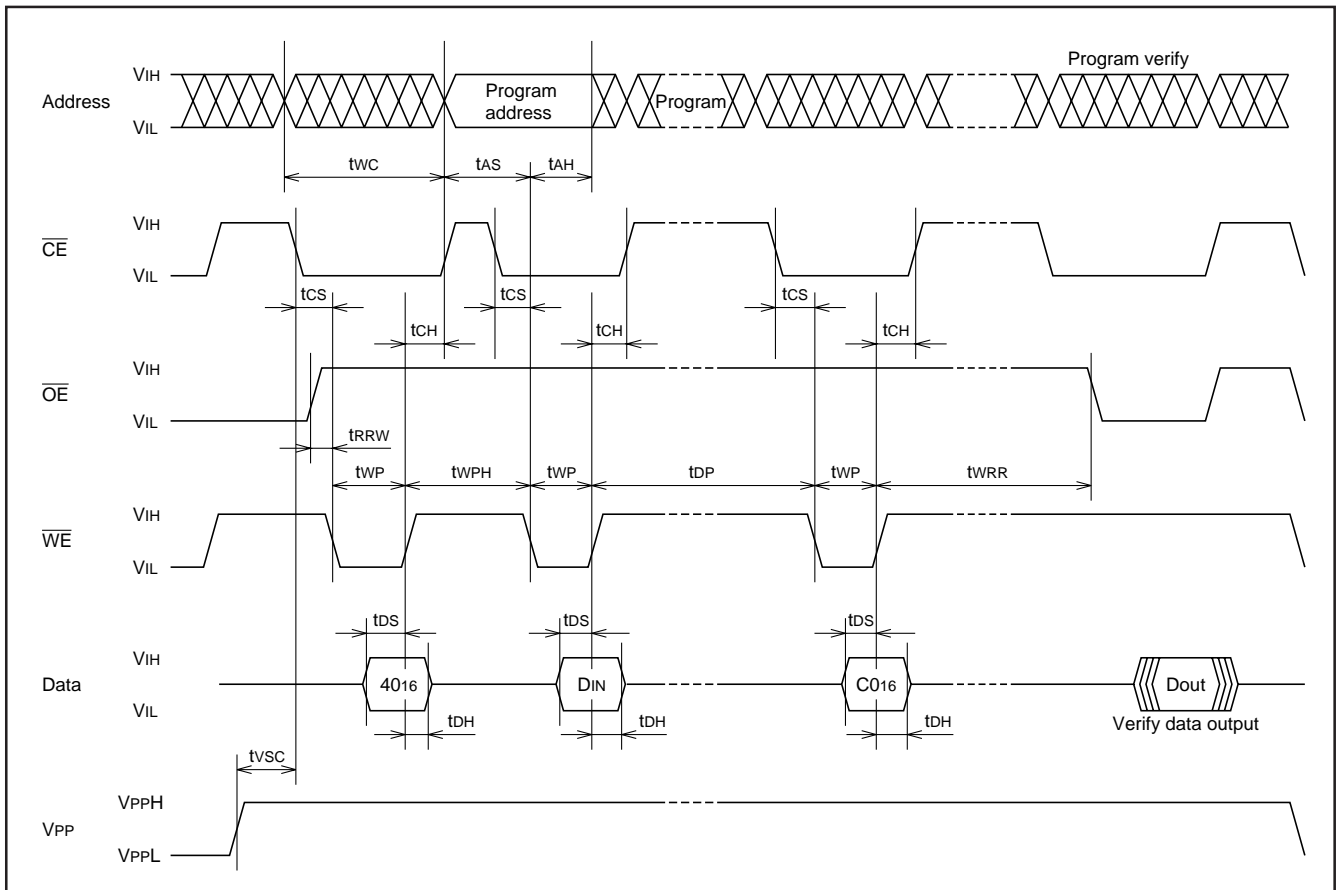 Program verify
Address
VIH
VIL
Program
address
Program
tWC
tAS
tAH
CE
VIH
VIL
tCS
tCS
tCS
tCH
tCH
tCH
OE
VIH
VIL
tRRW
tWP
tWPH
tWP
tDP
tWP
tWRR
WE
VIH
VIL
tDS
tDS
tDS
Data
VIH
VIL
4016
DIN
C016
Dout
tDH
tDH
tDH
Verify data output
tVSC
VPP
VPPH
VPPL